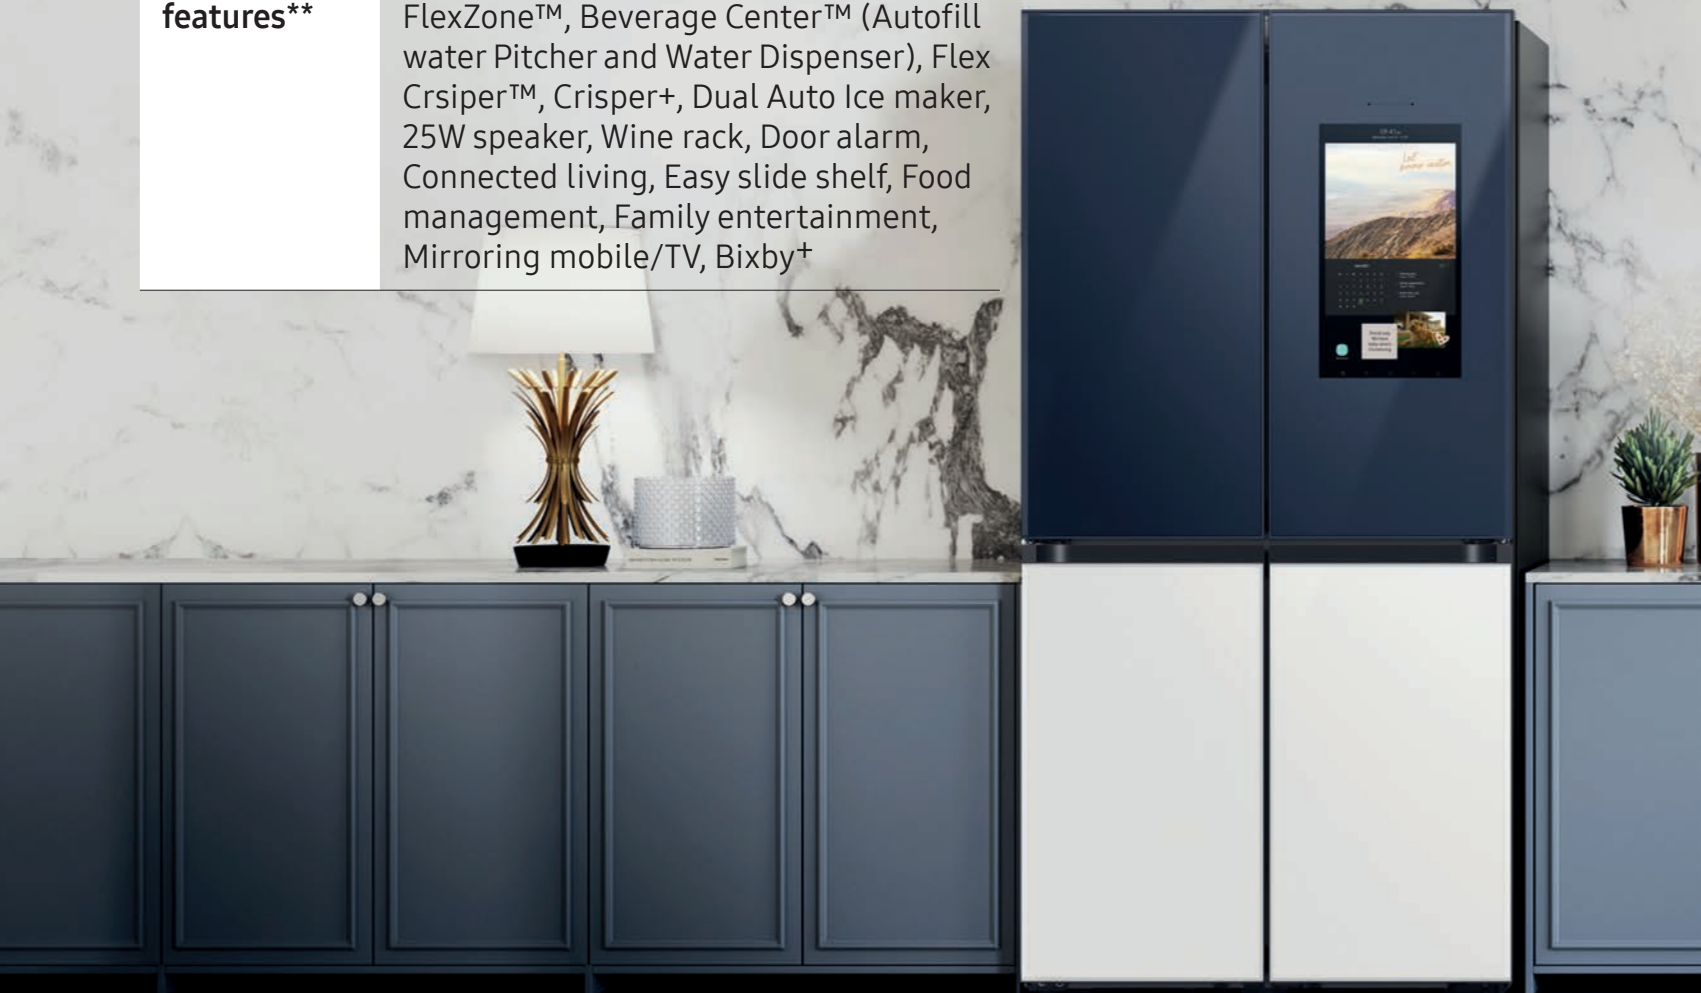 features**
FlexZone™, Beverage Center™ (Autofill
water Pitcher and Water Dispenser), Flex
Crsiper™, Crisper+, Dual Auto Ice maker,
25W speaker, Wine rack, Door alarm,
Connected living, Easy slide shelf, Food
management, Family entertainment,
Mirroring mobile/TV, Bixby+